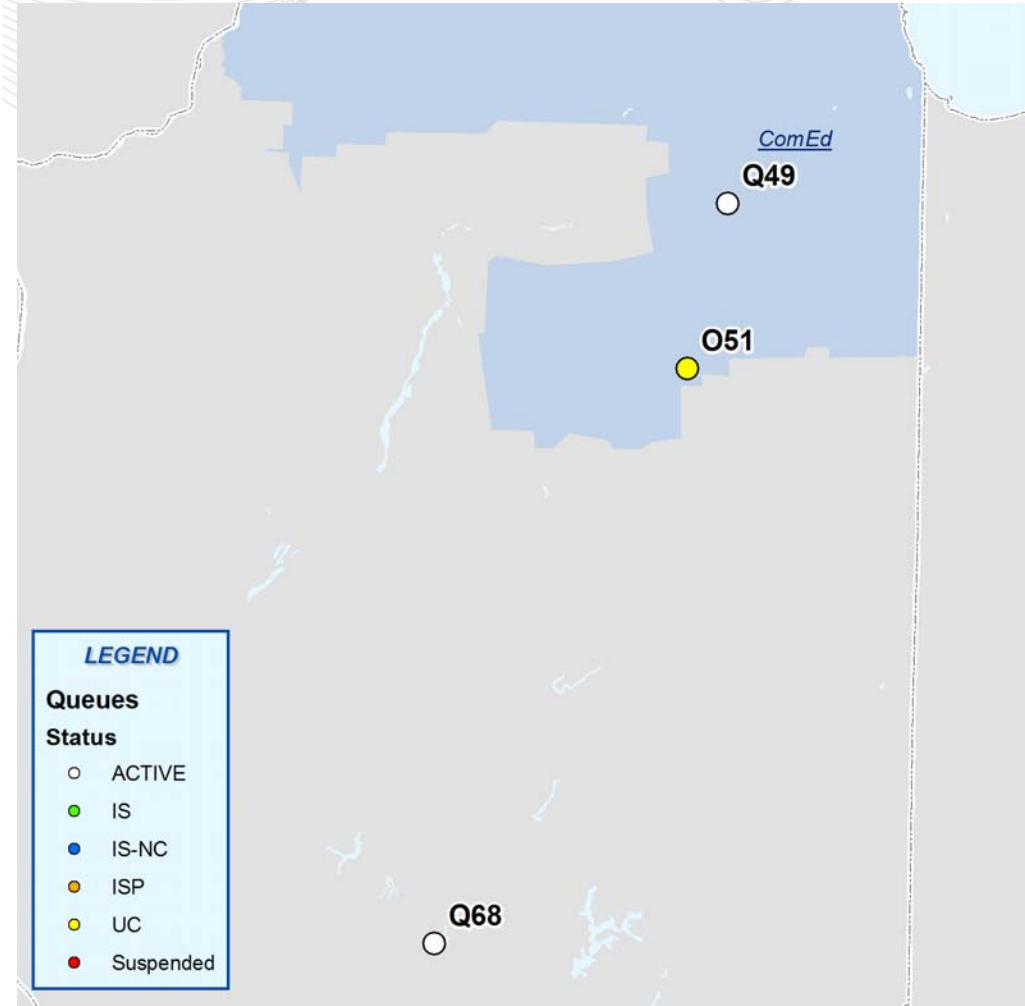 ComEd
Q49
O51
Q68
LEGEND
Queues
Status
ACTIVE
IS
IS-NC
ISP
UC
Suspended